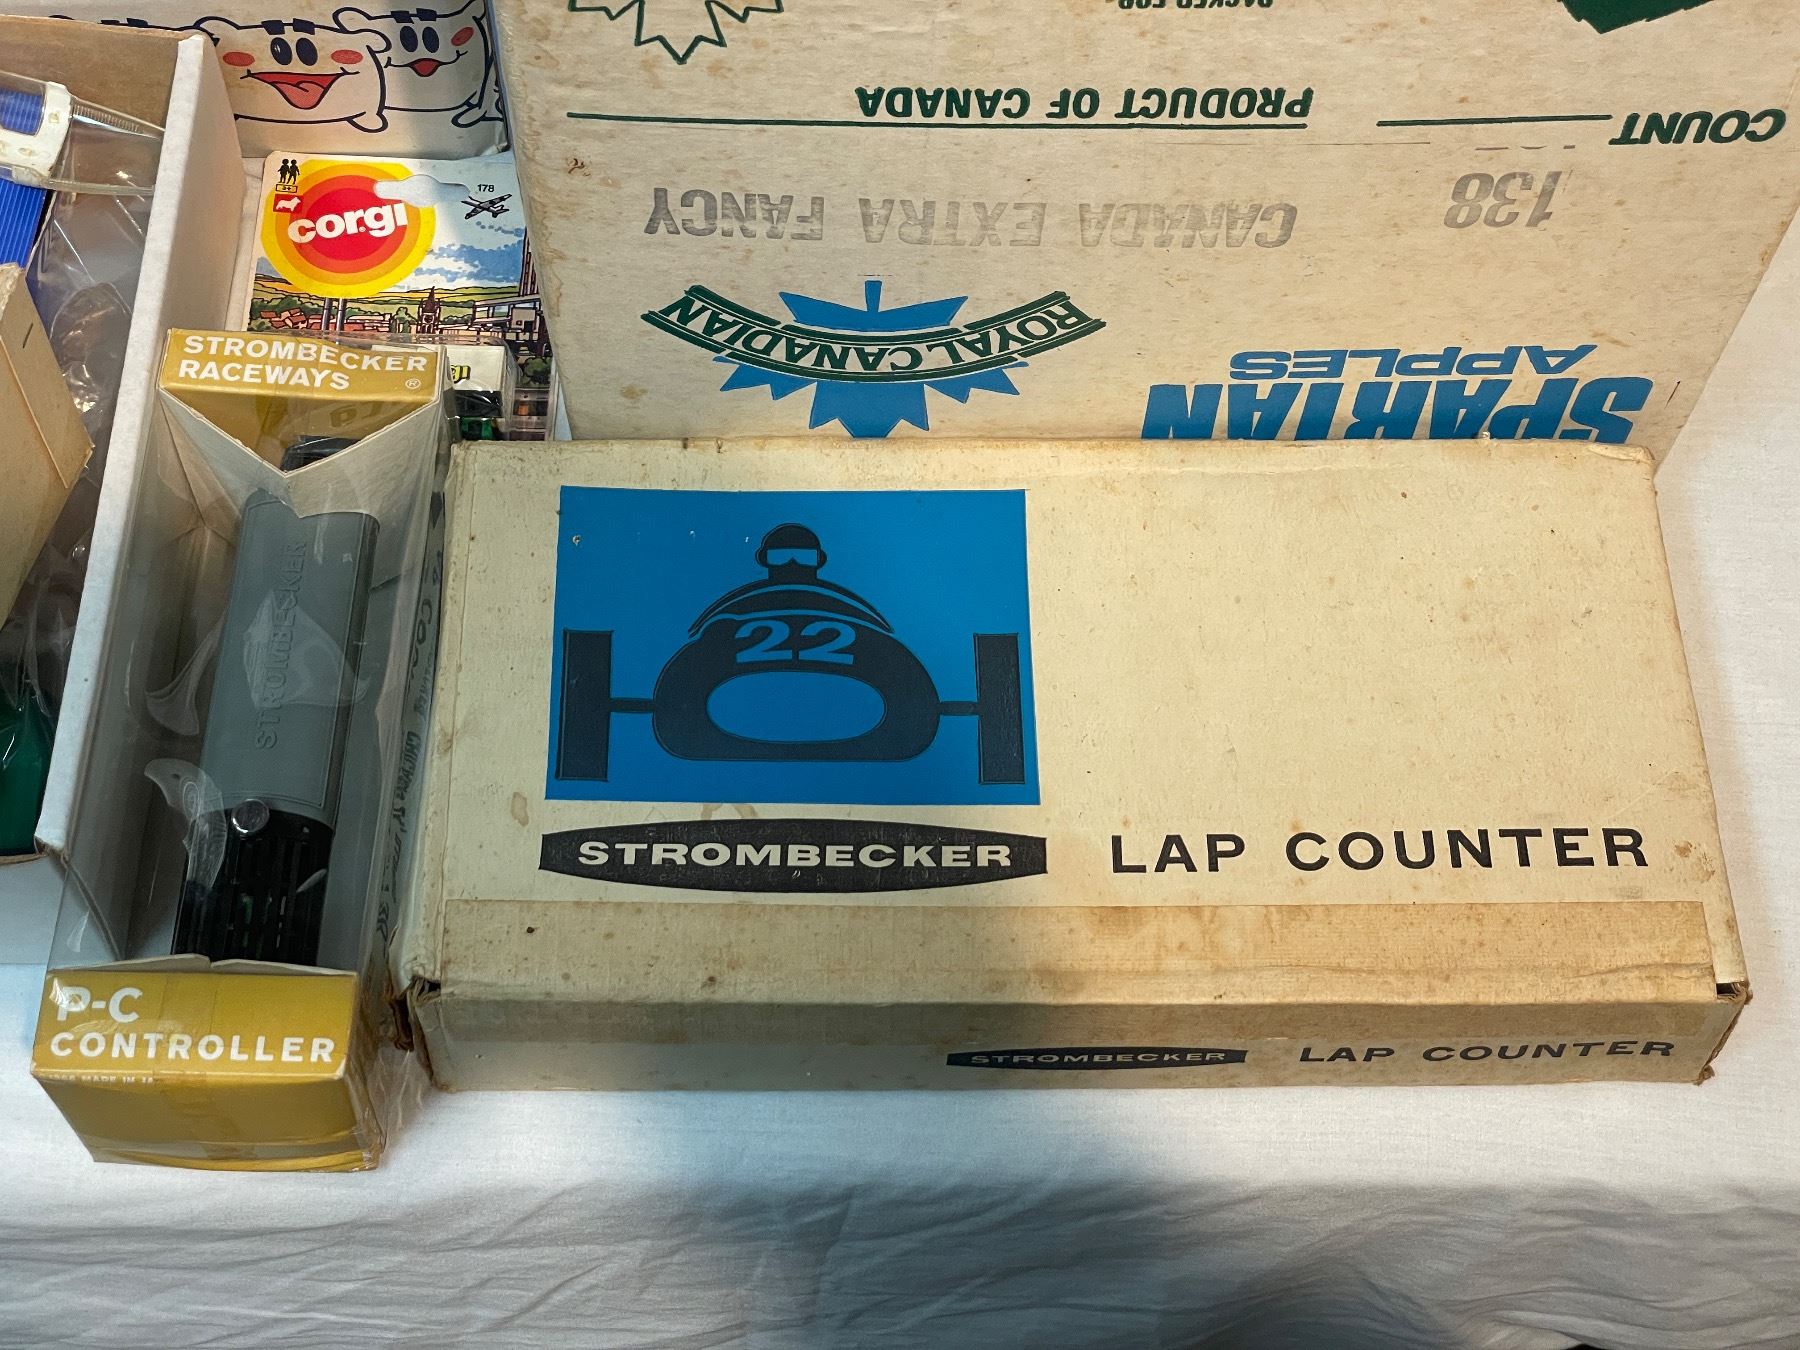 PRODUCT OF CANADA
COUNT
138
CANADA EXTRA FANCY
ROYAL CANADIAN
SPARTAN
APPLES
3+
corgi
178
STROMBECKER
RACEWAYS ®
STROMBECKER
P-C
CONTROLLER
22
STROMBECKER
LAP COUNTER
STROMBECKER
LAP COUNTER